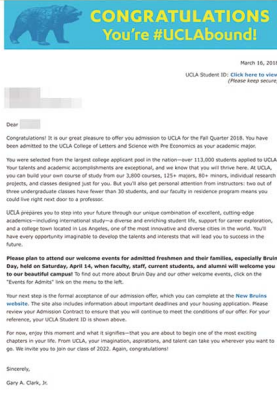 CONGRATULATIONS
You're #UCLAbound!
March 16, 2018
UCLA Student ID: Click here to view
(Please keep secure)
Dear
Congratulations! It is our great pleasure to offer you admission to UCLA for the Fall Quarter 2018. You have
been admitted to the UCLA College of Letters and Science with Pre Economics as your academic major.
You were selected from the largest college applicant pool in the nation—over 113,000 students applied to UCLA.
Your talents and academic accomplishments are exceptional, and we know that you will thrive here. At UCLA,
you can build your own course of study from our 3,800 courses, 125+ majors, 80+ minors, individual research
projects, and classes designed just for you. But you'll also get personal attention from instructors: two out of
three undergraduate classes have fewer than 30 students, and our faculty in residence program means you
could live right next door to a professor.
UCLA prepares you to step into your future through our unique combination of excellent, cutting-edge
academics—including international study—a diverse and enriching student life, support for career exploration,
and a college town located in Los Angeles, one of the most innovative and diverse cities in the world. You'll
have every opportunity imaginable to develop the talents and interests that will lead you to success in the
future.
Please plan to attend our welcome events for admitted freshmen and their families, especially Bruin
Day, held on Saturday, April 14, when faculty, staff, current students, and alumni will welcome you
to our beautiful campus! To find out more about Bruin Day and our other welcome events, click on the
"Events for Admits" link on the menu to the left.
Your next step is the formal acceptance of our admission offer, which you can complete at the New Bruins
website. The site also includes information about important deadlines and your housing application. Please
review your Admission Contract to ensure that you will continue to meet the conditions of our offer. For your
reference, your UCLA Student ID is shown above.
For now, enjoy this moment and what it signifies—that you are about to begin one of the most exciting
chapters in your life. From UCLA, your imagination, aspirations, and talent can take you wherever you want to
go. We invite you to join our class of 2022. Again, congratulations!
Sincerely,
Gary A. Clark, Jr.